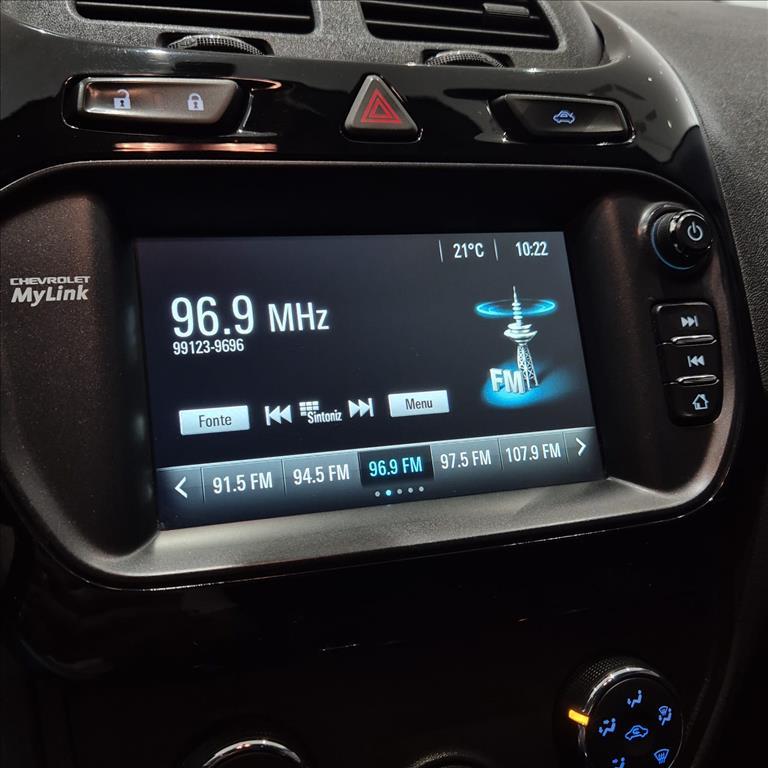 21°C 10:22
CHEVROLET
MyLink
96.9 MHz
99123-9696
FM
Fonte
Sintoniz
Menu
91.5 FM 94.5 FM 96.9 FM 97.5 FM 107.9 FM